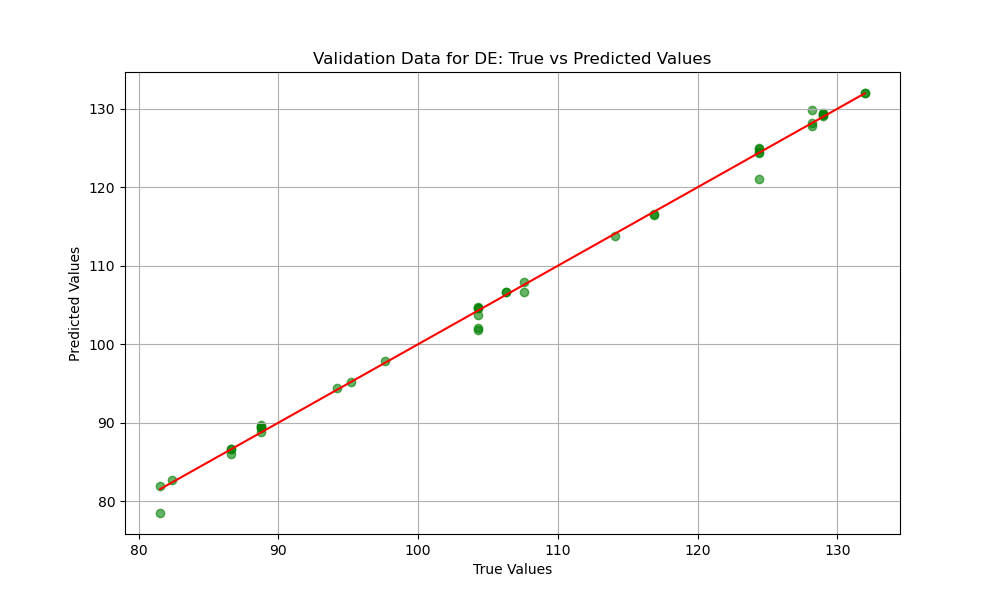 Validation Data for DE: True vs Predicted Values
Predicted Values
130
120
110
100
90
80
80 90 100 110 120 130
True Values